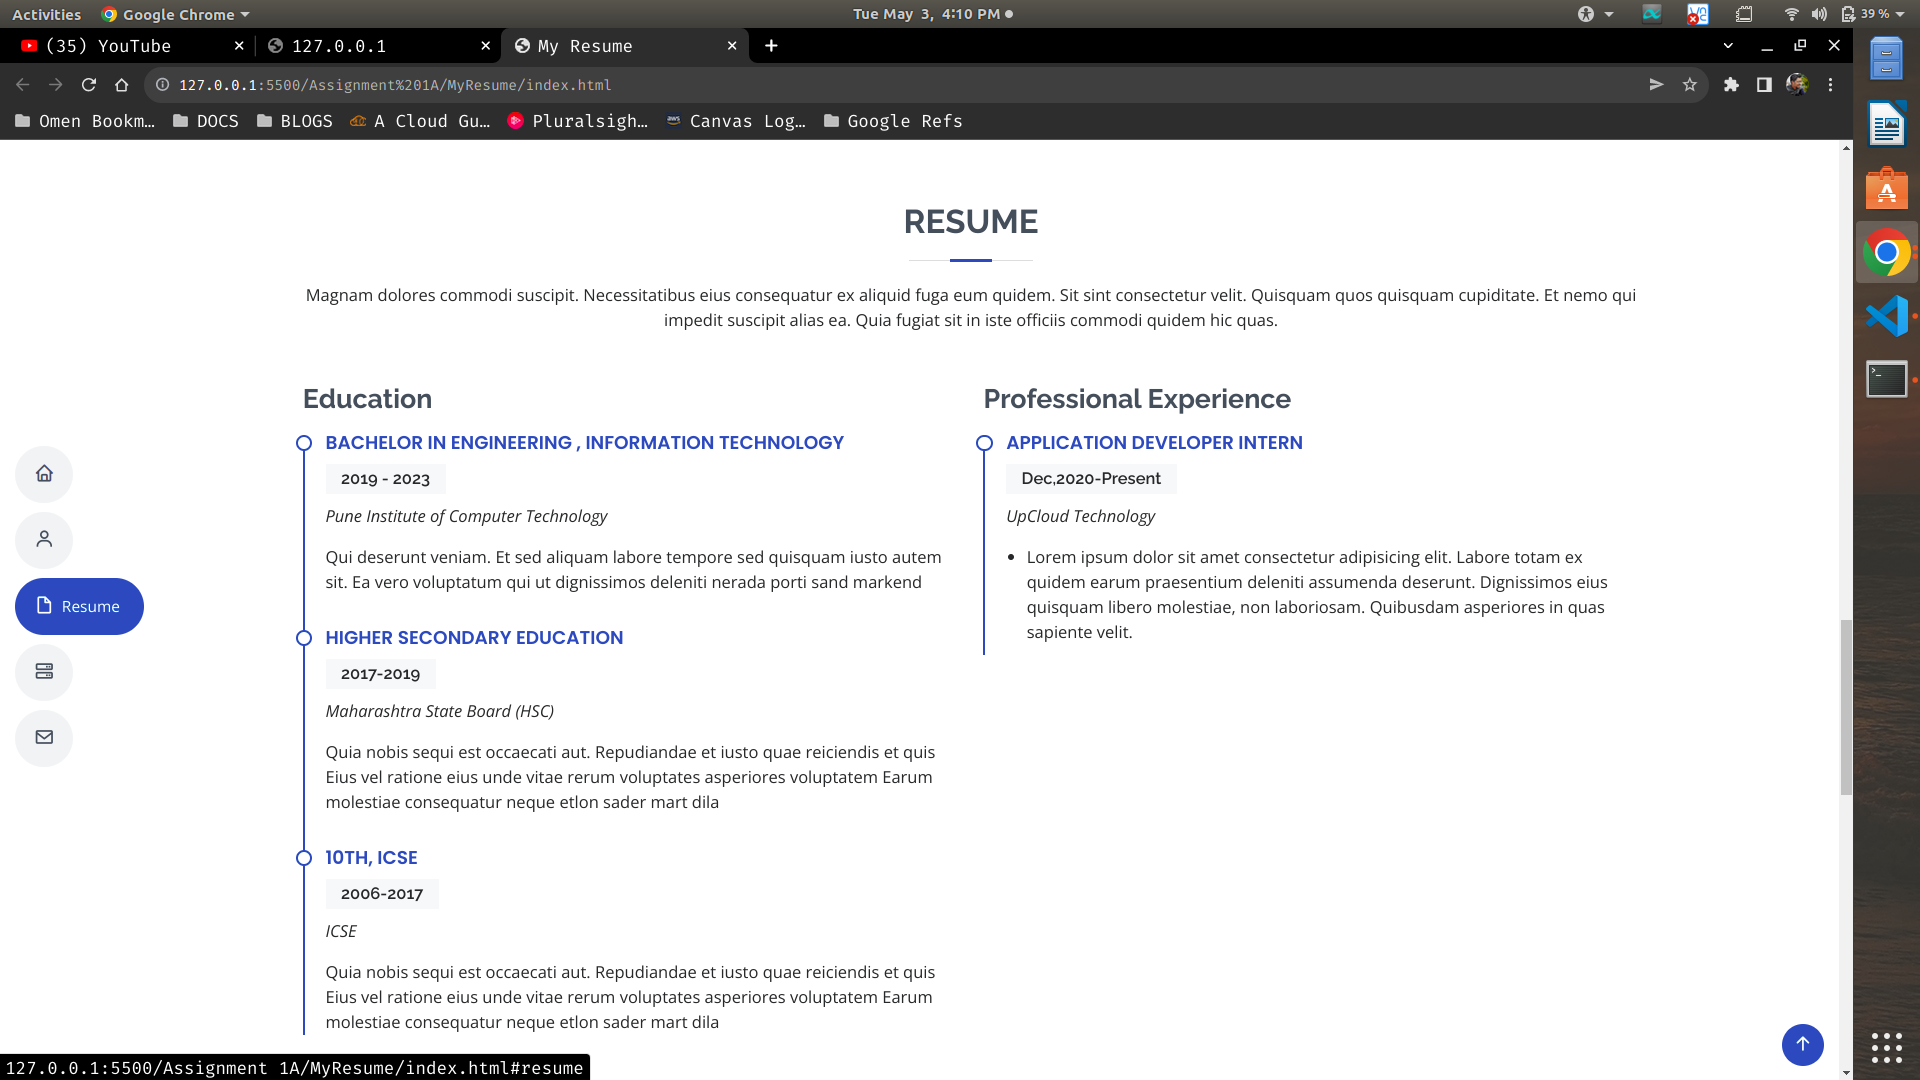 Activities Google Chrome Tue May 3, 4:10 PM 39 %
(35) YouTube 127.0.0.1 My Resume
127.0.0.1:5500/Assignment%201A/MyResume/index.html
Omen Bookm… DOCS BLOGS A Cloud Gu… Pluralsigh… aws Canvas Log… Google Refs
RESUME
Magnam dolores commodi suscipit. Necessitatibus eius consequatur ex aliquid fuga eum quidem. Sit sint consectetur velit. Quisquam quos quisquam cupiditate. Et nemo qui
impedit suscipit alias ea. Quia fugiat sit in iste officiis commodi quidem hic quas.
Education
BACHELOR IN ENGINEERING , INFORMATION TECHNOLOGY
2019 - 2023
Pune Institute of Computer Technology
Qui deserunt veniam. Et sed aliquam labore tempore sed quisquam iusto autem
sit. Ea vero voluptatum qui ut dignissimos deleniti nerada porti sand markend
HIGHER SECONDARY EDUCATION
2017-2019
Maharashtra State Board (HSC)
Quia nobis sequi est occaecati aut. Repudiandae et iusto quae reiciendis et quis
Eius vel ratione eius unde vitae rerum voluptates asperiores voluptatem Earum
molestiae consequatur neque etlon sader mart dila
10TH, ICSE
2006-2017
ICSE
Quia nobis sequi est occaecati aut. Repudiandae et iusto quae reiciendis et quis
Eius vel ratione eius unde vitae rerum voluptates asperiores voluptatem Earum
molestiae consequatur neque etlon sader mart dila
Professional Experience
APPLICATION DEVELOPER INTERN
Dec,2020-Present
UpCloud Technology
• Lorem ipsum dolor sit amet consectetur adipisicing elit. Labore totam ex
quidem earum praesentium deleniti assumenda deserunt. Dignissimos eius
quisquam libero molestiae, non laboriosam. Quibusdam asperiores in quas
sapiente velit.
Resume
127.0.0.1:5500/Assignment 1A/MyResume/index.html#resume